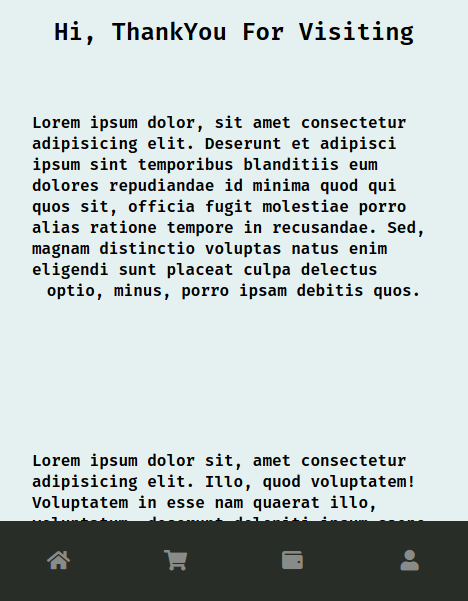 Hi, ThankYou For Visiting
Lorem ipsum dolor, sit amet consectetur
adipisicing elit. Deserunt et adipisci
ipsum sint temporibus blanditiis eum
dolores repudiandae id minima quod qui
quos sit, officia fugit molestiae porro
alias ratione tempore in recusandae. Sed,
magnam distinctio voluptas natus enim
eligendi sunt placeat culpa delectus
optio, minus, porro ipsam debitis quos.
Lorem ipsum dolor sit, amet consectetur
adipisicing elit. Illo, quod voluptatem!
Voluptatem in esse nam quaerat illo,